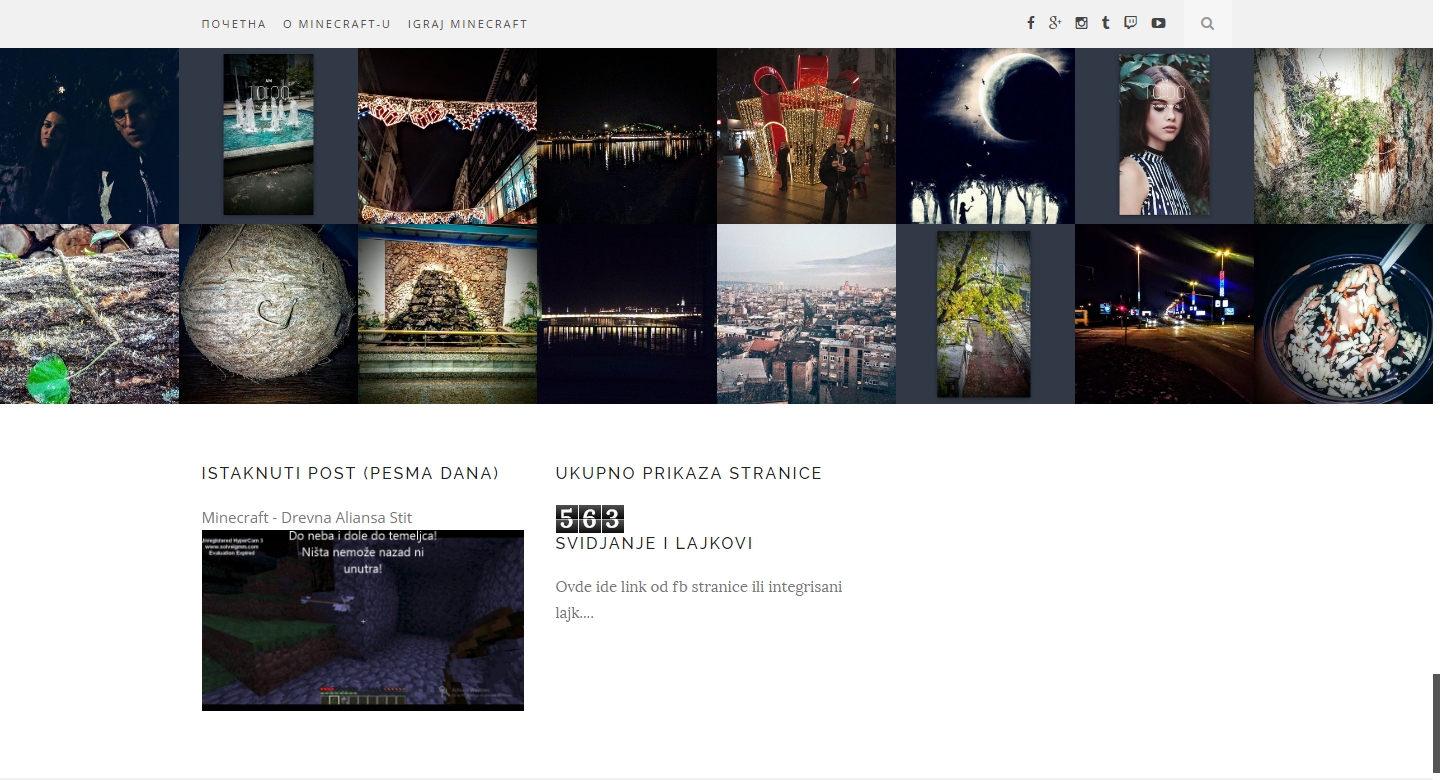 ПОЧЕТНА O MINECRAFT-U IGRAJ MINECRAFT
AM
AM
ISTAKNUTI POST (PESMA DANA)
Minecraft - Drevna Aliansa Stit
Unregistered HyperCam 3
www.solveigmm.com
Evaluation Expired
Do neba i dole do temeljca!
Ništa nemože nazad ni
unutra!
UKUPNO PRIKAZA STRANICE
563
SVIDJANJE I LAJKOVI
Ovde ide link od fb stranice ili integrisani
lajk....